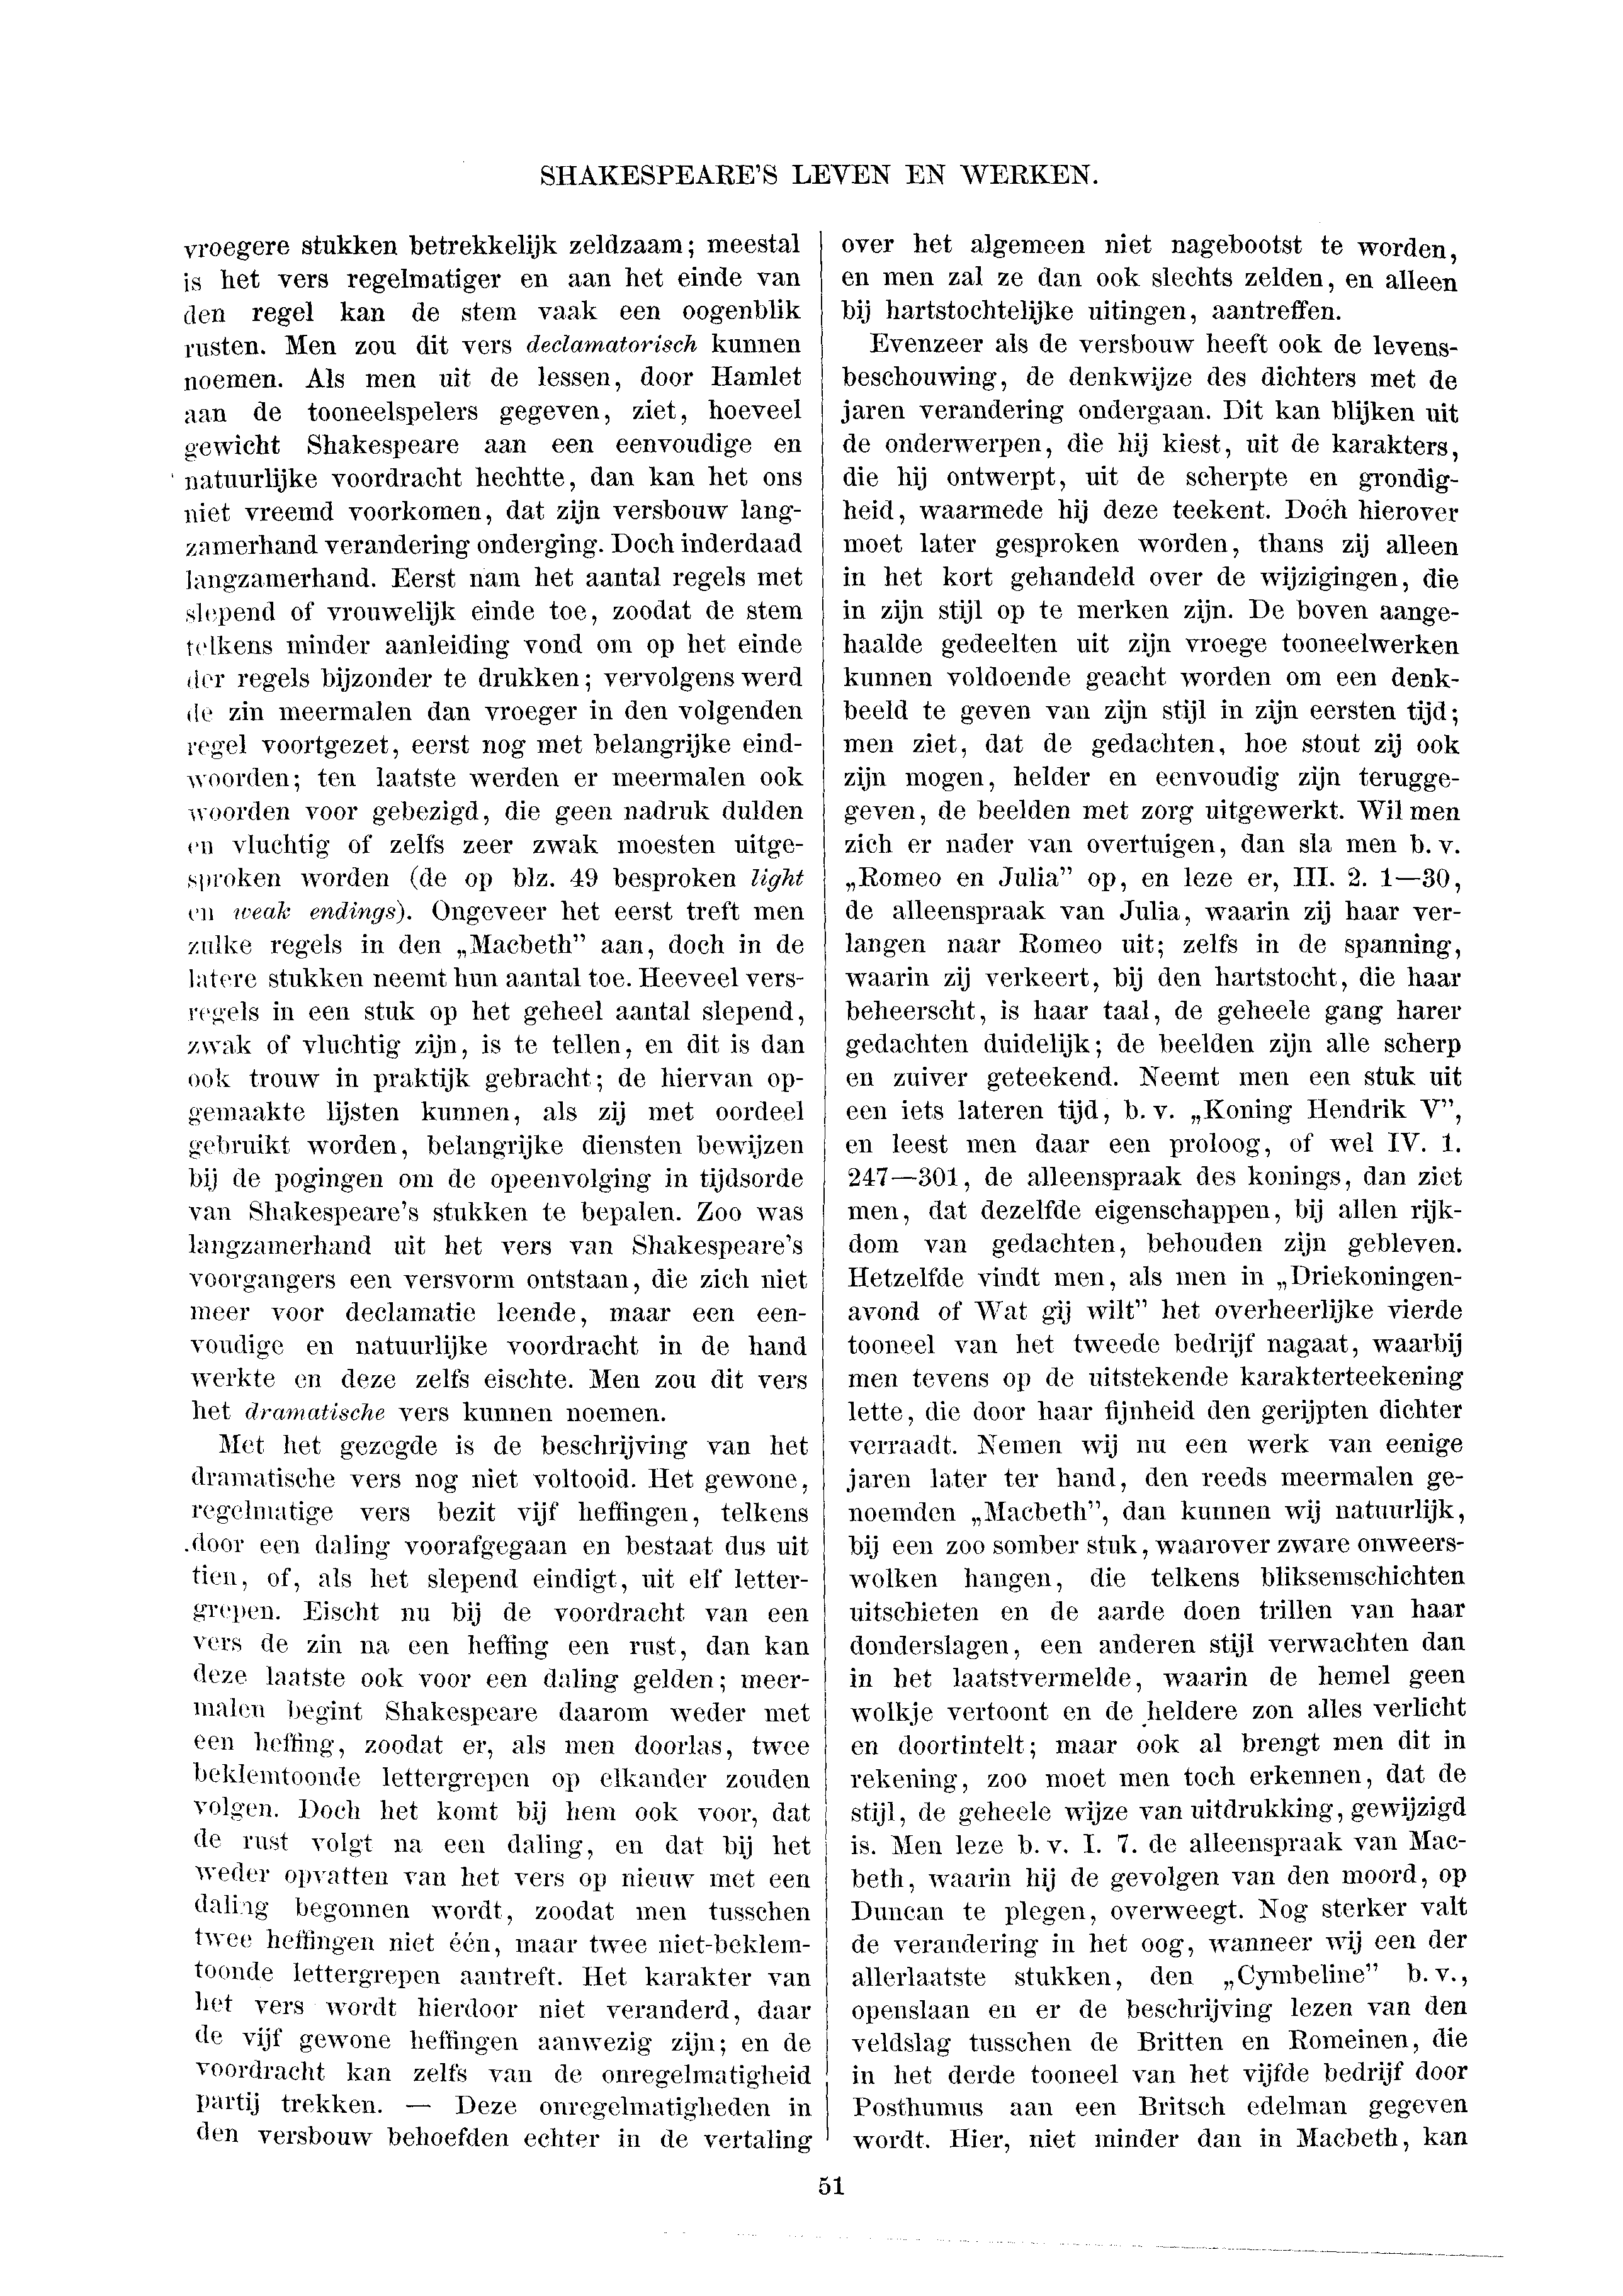 SHAKESPEARE'S LEVEN EN WERKEN.
vroegere stukken betrekkelijk zeldzaam; meestal
is het vers regelmatiger en aan het einde van
den regel kan de stem vaak een oogenblik
rusten. Men zou dit vers declamatorisch kunnen
noemen. Als men uit de lessen, door Hamlet
aan de tooneelspelers gegeven, ziet, hoeveel
gewicht Shakespeare aan een eenvoudige en
natuurlijke voordracht hechtte, dan kan het ons
niet vreemd voorkomen, dat zijn versbouw lang-
zamerhand verandering onderging. Doch inderdaad
langzamerhand. Eerst nam het aantal regels met
slepend of vrouwelijk einde toe, zoodat de stem
telkens minder aanleiding vond om op het einde
der regels bijzonder te drukken; vervolgens werd
de zin meermalen dan vroeger in den volgenden
regel voortgezet, eerst nog met belangrijke eind-
woorden; ten laatste werden er meermalen ook
woorden voor gebezigd, die geen nadruk dulden
en vluchtig of zelfs zeer zwak moesten uitge-
sproken worden (de op blz. 49 besproken light
en weak endings). Ongeveer het eerst treft men
zulke regels in den „Macbeth” aan, doch in de
latere stukken neemt hun aantal toe. Heeveel vers-
regels in een stuk op het geheel aantal slepend,
zwak of vluchtig zijn, is te tellen, en dit is dan
ook trouw in praktijk gebracht; de hiervan op-
gemaakte lijsten kunnen, als zij met oordeel
gebruikt worden, belangrijke diensten bewijzen
bij de pogingen om de opeenvolging in tijdsorde
van Shakespeare's stukken te bepalen. Zoo was
langzamerhand uit het vers van Shakespeare's
voorgangers een versvorm ontstaan, die zich niet
meer voor declamatie leende, maar een een-
voudige en natuurlijke voordracht in de hand
werkte en deze zelfs eischte. Men zou dit vers
het dramatische vers kunnen noemen.
Met het gezegde is de beschrijving van het
dramatische vers nog niet voltooid. Het gewone,
regelmatige vers bezit vijf heffingen, telkens
door een daling voorafgegaan en bestaat dus uit
tien, of, als het slepend eindigt, uit elf letter-
grepen. Eischt nu bij de voordracht van een
vers de zin na een heffing een rust, dan kan
deze laatste ook voor een daling gelden; meer-
malen begint Shakespeare daarom weder met
een heffing, zoodat er, als men doorlas, twee
beklemtoonde lettergrepen op elkander zouden
volgen. Doch het komt bij hem ook voor, dat
de rust volgt na een daling, en dat bij het
weder opvatten van het vers op nieuw met een
daling begonnen wordt, zoodat men tusschen
twee heffingen niet één, maar twee niet-beklem-
toonde lettergrepen aantreft. Het karakter van
het vers wordt hierdoor niet veranderd, daar
de vijf gewone heffingen aanwezig zijn; en de
voordracht kan zelfs van de onregelmatigheid
partij trekken. — Deze onregelmatigheden in
den versbouw behoefden echter in de vertaling
over het algemeen niet nagebootst te worden,
en men zal ze dan ook slechts zelden, en alleen
bij hartstochtelijke uitingen, aantreffen.
Evenzeer als de versbouw heeft ook de levens-
beschouwing, de denkwijze des dichters met de
jaren verandering ondergaan. Dit kan blijken uit
de onderwerpen, die hij kiest, uit de karakters,
die hij ontwerpt, uit de scherpte en grondig-
heid, waarmede hij deze teekent. Doch hierover
moet later gesproken worden, thans zij alleen
in het kort gehandeld over de wijzigingen, die
in zijn stijl op te merken zijn. De boven aange-
haalde gedeelten uit zijn vroege tooneelwerken
kunnen voldoende geacht worden om een denk-
beeld te geven van zijn stijl in zijn eersten tijd;
men ziet, dat de gedachten, hoe stout zij ook
zijn mogen, helder en eenvoudig zijn terugge-
geven, de beelden met zorg uitgewerkt. Wil men
zich er nader van overtuigen, dan sla men b. v.
„Romeo en Julia” op, en leze er, III. 2. 1—30,
de alleenspraak van Julia, waarin zij haar ver-
langen naar Romeo uit; zelfs in de spanning,
waarin zij verkeert, bij den hartstocht, die haar
beheerscht, is haar taal, de geheele gang harer
gedachten duidelijk; de beelden zijn alle scherp
en zuiver geteekend. Neemt men een stuk uit
een iets lateren tijd, b. v. „Koning Hendrik V”,
en leest men daar een proloog, of wel IV. 1.
247—301, de alleenspraak des konings, dan ziet
men, dat dezelfde eigenschappen, bij allen rijk-
dom van gedachten, behouden zijn gebleven.
Hetzelfde vindt men, als men in „Driekoningen-
avond of Wat gij wilt” het overheerlijke vierde
tooneel van het tweede bedrijf nagaat, waarbij
men tevens op de uitstekende karakterteekening
lette, die door haar fijnheid den gerijpten dichter
verraadt. Nemen wij nu een werk van eenige
jaren later ter hand, den reeds meermalen ge-
noemden „Macbeth”, dan kunnen wij natuurlijk,
bij een zoo somber stuk, waarover zware onweers-
wolken hangen, die telkens bliksemschichten
uitschieten en de aarde doen trillen van haar
donderslagen, een anderen stijl verwachten dan
in het laatstvermelde, waarin de hemel geen
wolkje vertoont en de heldere zon alles verlicht
en doortintelt; maar ook al brengt men dit in
rekening, zoo moet men toch erkennen, dat de
stijl, de geheele wijze van uitdrukking, gewijzigd
is. Men leze b. v. I. 7. de alleenspraak van Mac-
beth, waarin hij de gevolgen van den moord, op
Duncan te plegen, overweegt. Nog sterker valt
de verandering in het oog, wanneer wij een der
allerlaatste stukken, den „Cymbeline” b. v.,
openslaan en er de beschrijving lezen van den
veldslag tusschen de Britten en Romeinen, die
in het derde tooneel van het vijfde bedrijf door
Posthumus aan een Britsch edelman gegeven
wordt. Hier, niet minder dan in Macbeth, kan
51